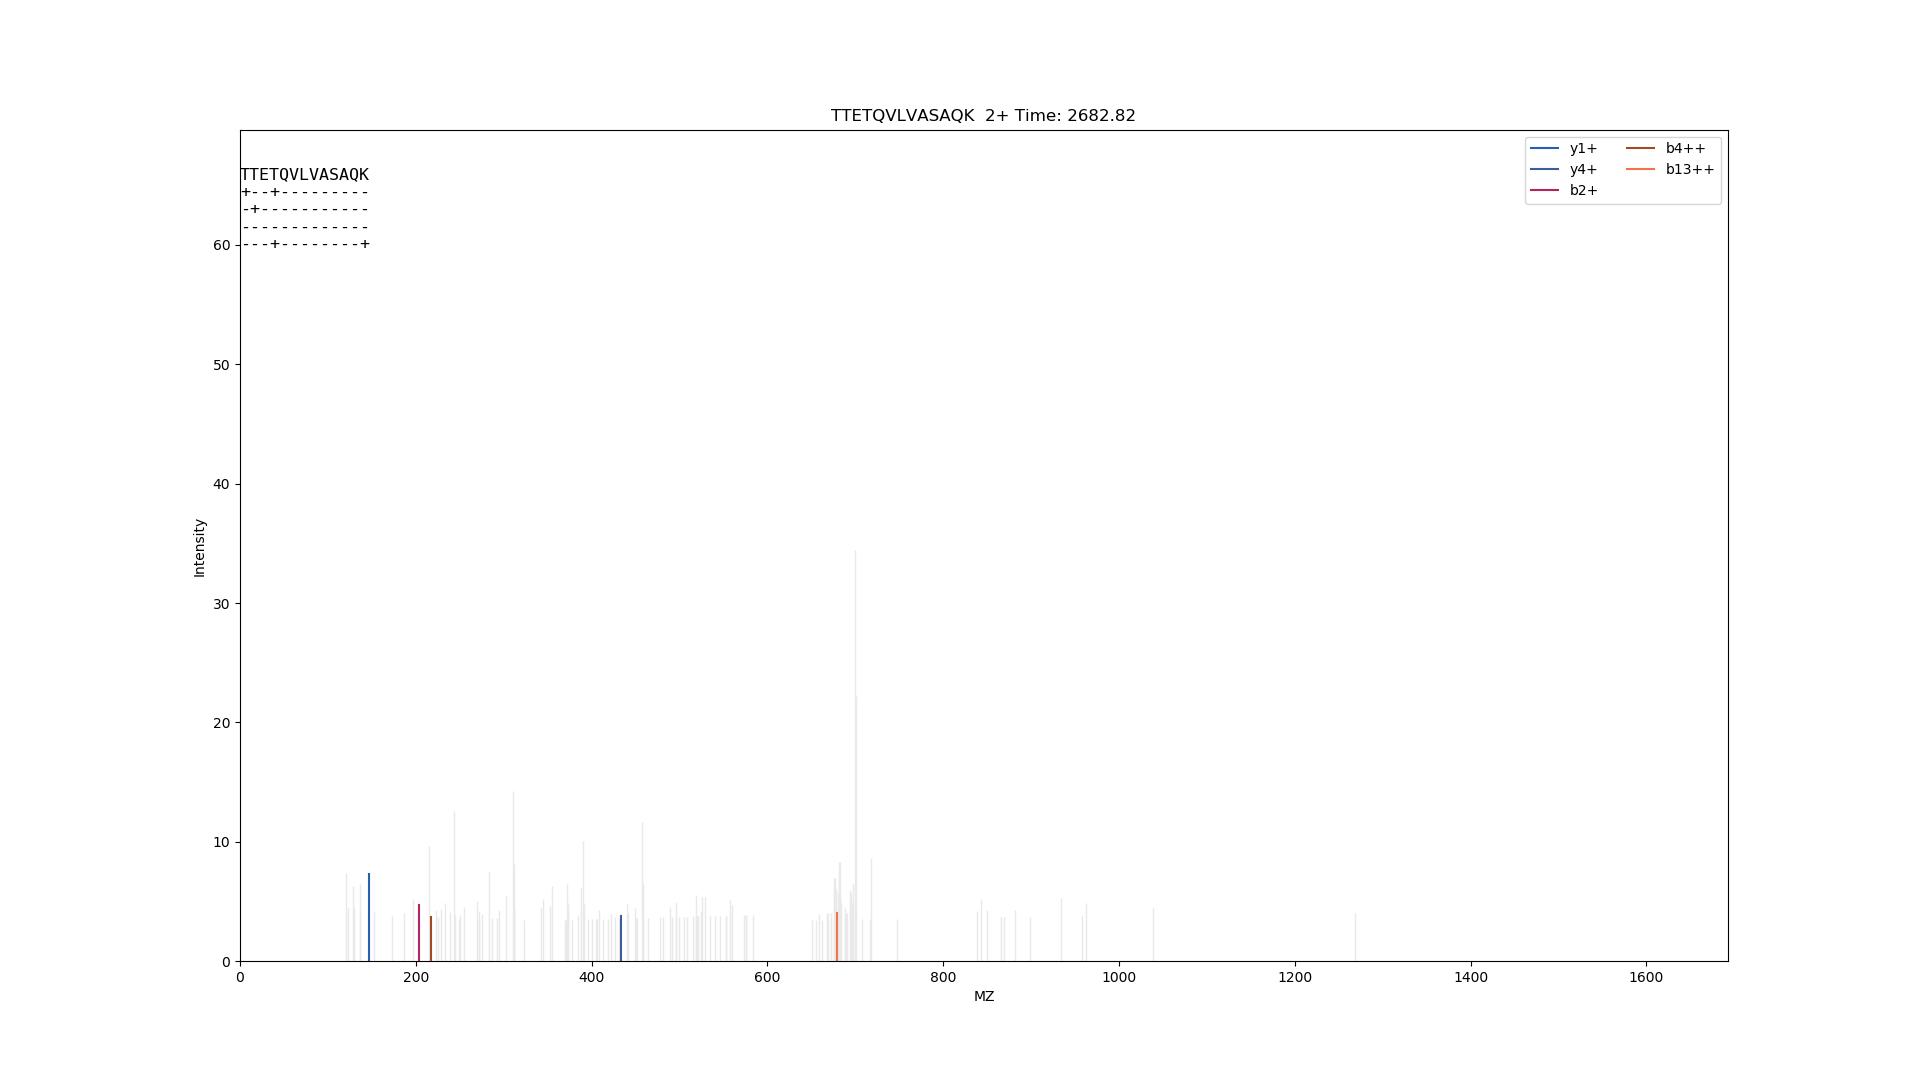 TTETQVLVASAQK  2+ Time: 2682.82
TTETQVLVASAQK
+--+---------
-+-----------
-------------
---+--------+
y1+
y4+
b2+
b4++
b13++
60
50
40
30
20
10
0
Intensity
0 200 400 600 800 1000 1200 1400 1600
MZ